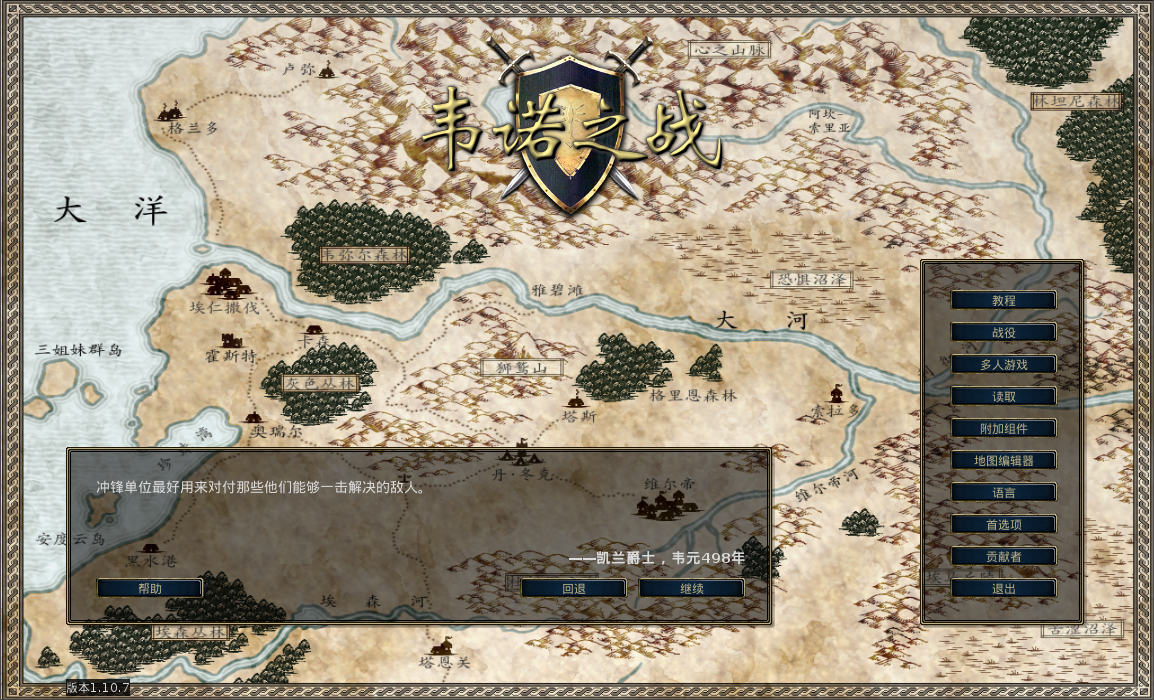 心之山脉
卢弥
格兰多
林坦尼森林
韦诺之战
阿坎-
索里亚
大 洋
韦弥尔森林
恐惧沼泽
埃仁撒伐
雅碧滩
大 河
三姐妹群岛
霍斯特
卡森
狮鹫山
灰色丛林
格里恩森林
塔斯
索拉多
奥瑞尔
丹·冬克
维尔帝
维尔帝河
安度云岛
黑水港
埃 森 河
埃森丛林
塔恩关
古涅沼泽
冲锋单位最好用来对付那些他们能够一击解决的敌人。
——凯兰爵士，韦元498年
帮助
回退
继续
教程
战役
多人游戏
读取
附加组件
地图编辑器
语言
首选项
贡献者
退出
版本1.10.7